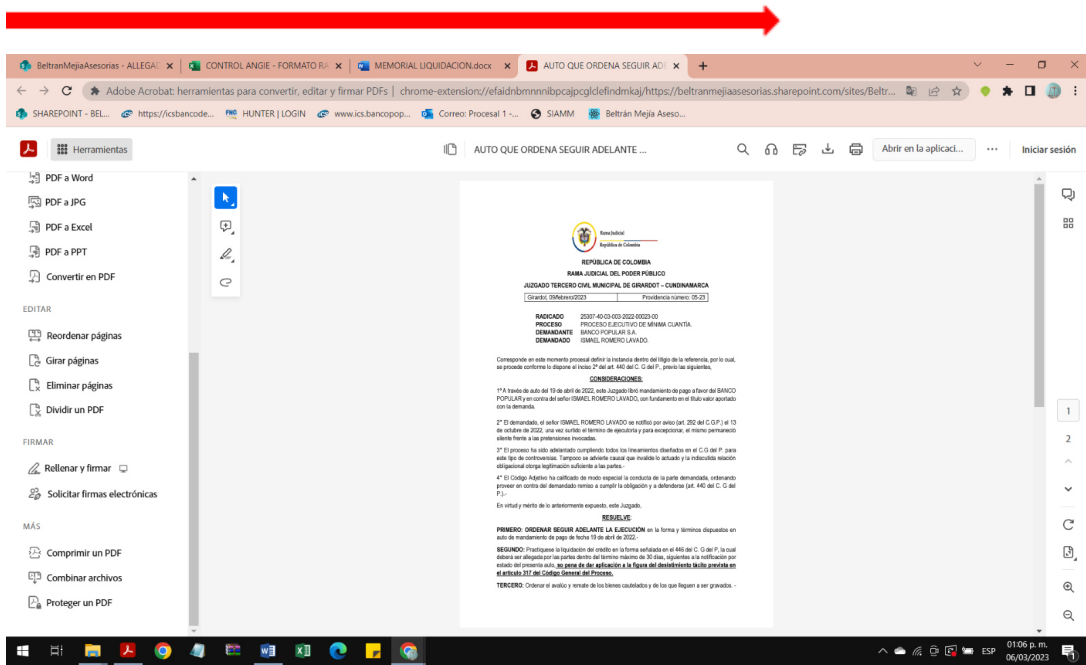 BeltranMejiaAsesorias - ALLEGAD
CONTROL ANGIE - FORMATO RA
MEMORIAL LIQUIDACION.docx
AUTO QUE ORDENA SEGUIR ADE
Adobe Acrobat: herramientas para convertir, editar y firmar PDFs | chrome-extension://efaidnbmnnnibpcajpcglclefindmkaj/https://beltranmejiaasesorias.sharepoint.com/sites/Beltr...
SHAREPOINT - BEL...
https://icsbancode...
HUNTER | LOGIN
www.ics.bancopop...
Correo: Procesal 1 -...
SIAMM
Beltrán Mejía Aseso...
Herramientas
AUTO QUE ORDENA SEGUIR ADELANTE ...
Abrir en la aplicaci...
Iniciar sesión
PDF a Word
PDF a JPG
PDF a Excel
PDF a PPT
Convertir en PDF
EDITAR
Reordenar páginas
Girar páginas
Eliminar páginas
Dividir un PDF
FIRMAR
Rellenar y firmar
Solicitar firmas electrónicas
MÁS
Comprimir un PDF
Combinar archivos
Proteger un PDF
Rama Judicial
República de Colombia
REPÚBLICA DE COLOMBIA
RAMA JUDICIAL DEL PODER PÚBLICO
JUZGADO TERCERO CIVIL MUNICIPAL DE GIRARDOT – CUNDINAMARCA
Girardot, 09/febrero/2023 Providencia número: 05-23
RADICADO 25307-40-03-003-2022-00023-00
PROCESO PROCESO EJECUTIVO DE MÍNIMA CUANTÍA.
DEMANDANTE BANCO POPULAR S.A.
DEMANDADO ISMAEL ROMERO LAVADO.
Corresponde en este momento procesal definir la instancia dentro del litigio de la referencia, por lo cual,
se procede conforme lo dispone el inciso 2º del art. 440 del C. G del P., previo las siguientes,
CONSIDERACIONES:
1º A través de auto del 19 de abril de 2022, este Juzgado libró mandamiento de pago a favor del BANCO
POPULAR y en contra del señor ISMAEL ROMERO LAVADO, con fundamento en el título valor aportado
con la demanda.
2º El demandado, el señor ISMAEL ROMERO LAVADO se notificó por aviso (art. 292 del C.G.P.) el 13
de octubre de 2022, una vez surtido el término de ejecutoria y para excepcionar, el mismo permaneció
silente frente a las pretensiones invocadas.
3º El proceso ha sido adelantado cumpliendo todos los lineamientos diseñados en el C.G del P. para
este tipo de controversias. Tampoco se advierte causal que invalide lo actuado y la indiscutida relación
obligacional otorga legitimación suficiente a las partes.-
4º El Código Adjetivo ha calificado de modo especial la conducta de la parte demandada, ordenando
proveer en contra del demandado remiso a cumplir la obligación y a defenderse (art. 440 del C. G del
P.).-
En virtud y mérito de lo anteriormente expuesto, este Juzgado,
RESUELVE:
PRIMERO: ORDENAR SEGUIR ADELANTE LA EJECUCIÓN en la forma y términos dispuestos en
auto de mandamiento de pago de fecha 19 de abril de 2022.-
SEGUNDO: Practíquese la liquidación del crédito en la forma señalada en el 446 del C. G del P, la cual
deberá ser allegada por las partes dentro del término máximo de 30 días, siguientes a la notificación por
estado del presente auto, so pena de dar aplicación a la figura del desistimiento tácito prevista en
el artículo 317 del Código General del Proceso.
TERCERO: Ordenar el avalúo y remate de los bienes cautelados y de los que lleguen a ser gravados. -
1
2
ESP
01:06 p. m.
06/03/2023
1